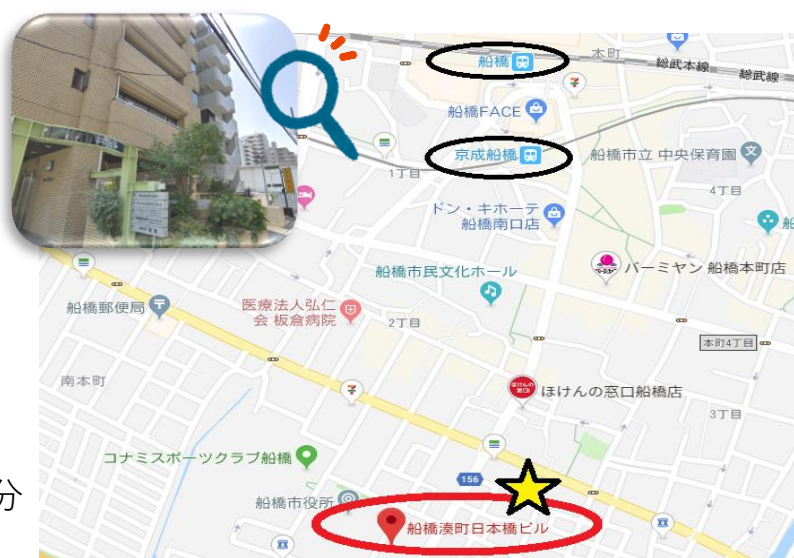 船橋
本町
総武本線
総武線
船橋FACE
京成船橋
1丁目
船橋市立 中央保育園
4丁目
ドン・キホーテ
船橋南口店
船
バーミヤン 船橋本町店
船橋市民文化ホール
船橋郵便局
医療法人弘仁
会 板倉病院
2丁目
本町4丁目
南本町
ほけんの窓口船橋店
3丁目
コナミスポーツクラブ船橋
156
分
船橋市役所
船橋湊町日本橋ビル